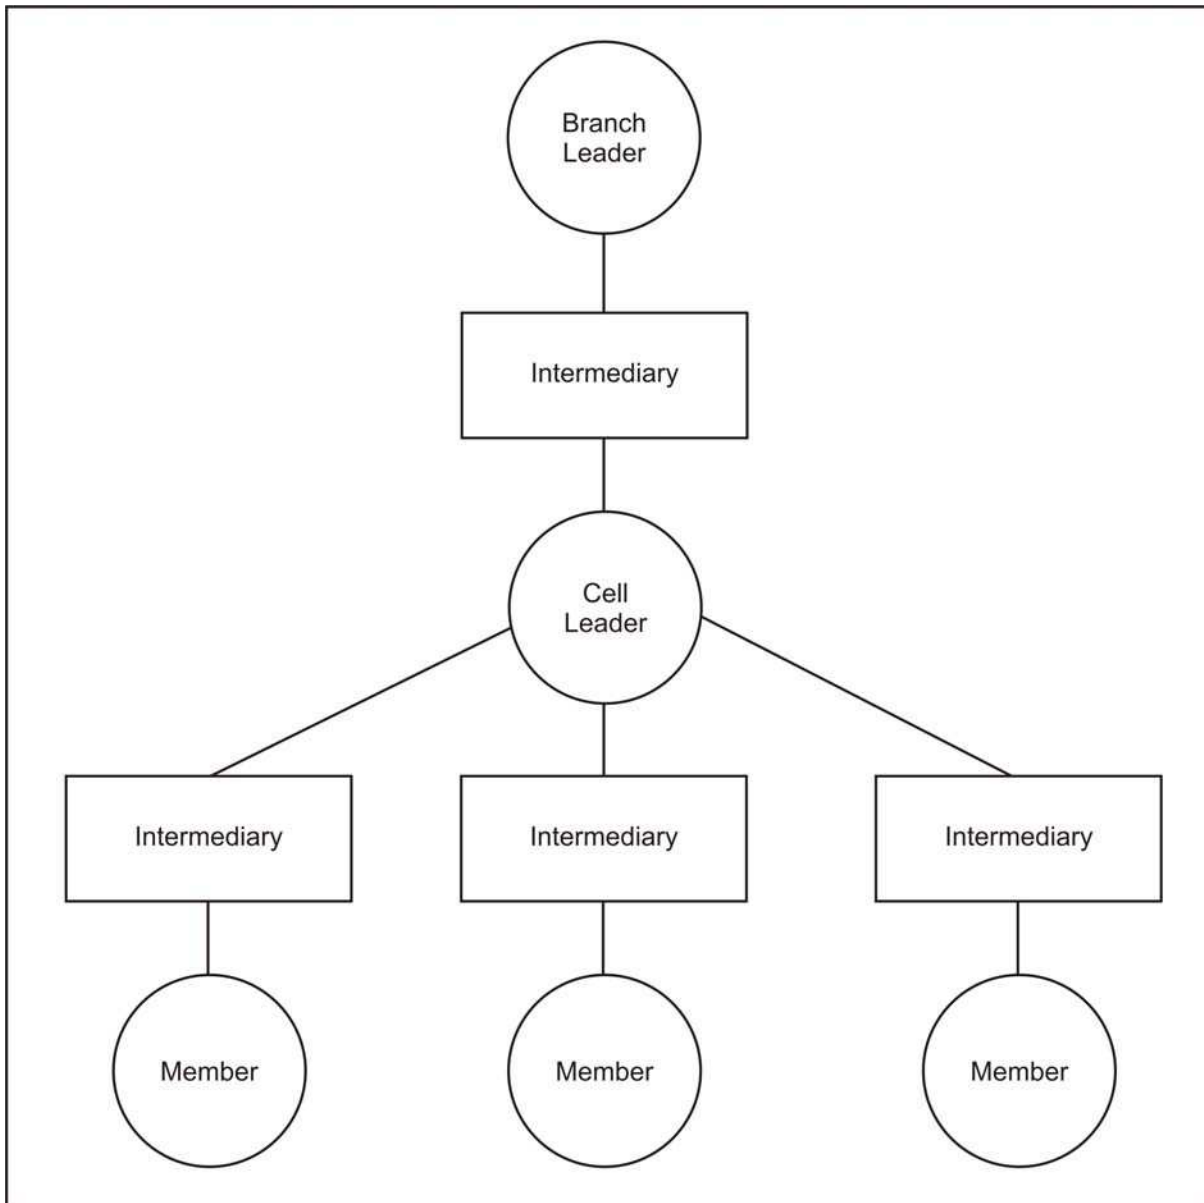 Branch
Leader
Intermediary
Cell
Leader
Intermediary
Intermediary
Intermediary
Member
Member
Member